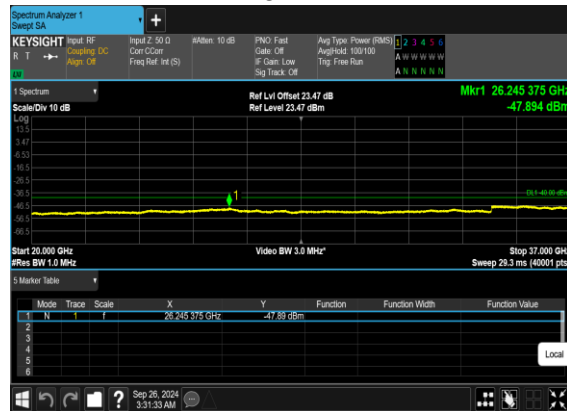 Spectrum Analyzer 1
Swept SA
+
KEYSIGHT Input: RF Input Z: 50 Ω #Atten: 10 dB PNO: Fast Avg Type: Power (RMS) 1 2 3 4 5 6
R T Coupling: DC Corr CCorr Gate: Off Avg|Hold: 100/100 A W W W W W
Align: Off Freq Ref: Int (S) IF Gain: Low Trig: Free Run
Sig Track: Off A N N N N N
1 Spectrum Ref Lvl Offset 23.47 dB Mkr1 26.245 375 GHz
Scale/Div 10 dB Ref Level 23.47 dBm -47.894 dBm
Log
13.5
3.47
-6.53
-16.5
-26.5
-36.5 1 DL1 -40.00 dBm
-46.5
-56.5
-66.5
Start 20.000 GHz Video BW 3.0 MHz* Stop 37.000 GHz
#Res BW 1.0 MHz Sweep 29.3 ms (40001 pts)
5 Marker Table
Mode Trace Scale X Y Function Function Width Function Value
1 N 1 f 26.245 375 GHz -47.89 dBm
2
3
4
5
6
Local
? Sep 26, 2024
3:31:33 AM